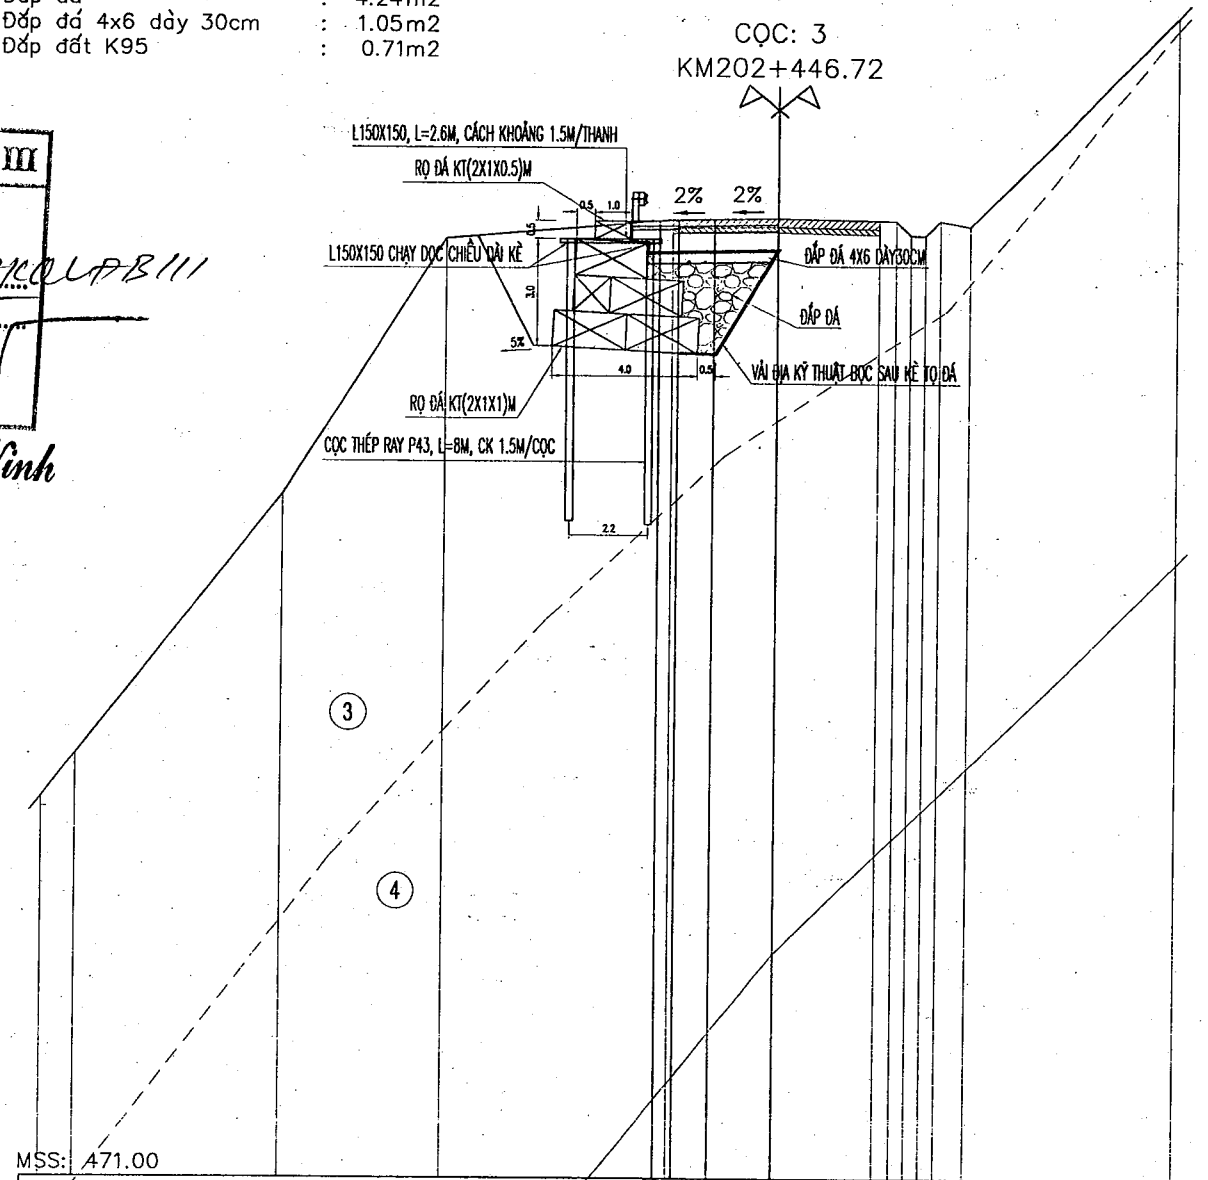 : 4.24m2
Đắp đá 4x6 dày 30cm : 1.05m2
Đắp đất K95 : 0.71m2
CỌC: 3
KM202+446.72
III
L150X150, L=2.6M, CÁCH KHOẢNG 1.5M/THANH
RỌ ĐÁ KT(2X1X0.5)M
2% 2%
0.5 1.0
0.5
L150X150 CHẠY DỌC CHIỀU DÀI KÈ
ĐẮP ĐÁ 4X6 DÀY30CM
3.0
ĐẮP ĐÁ
5%
4.0 0.5
VẢI ĐỊA KỸ THUẬT BỌC SAU KÈ TỌ ĐÁ
RỌ ĐÁ KT(2X1X1)M
CỌC THÉP RAY P43, L=8M, CK 1.5M/CỌC
2.2
3
4
MSS: 471.00